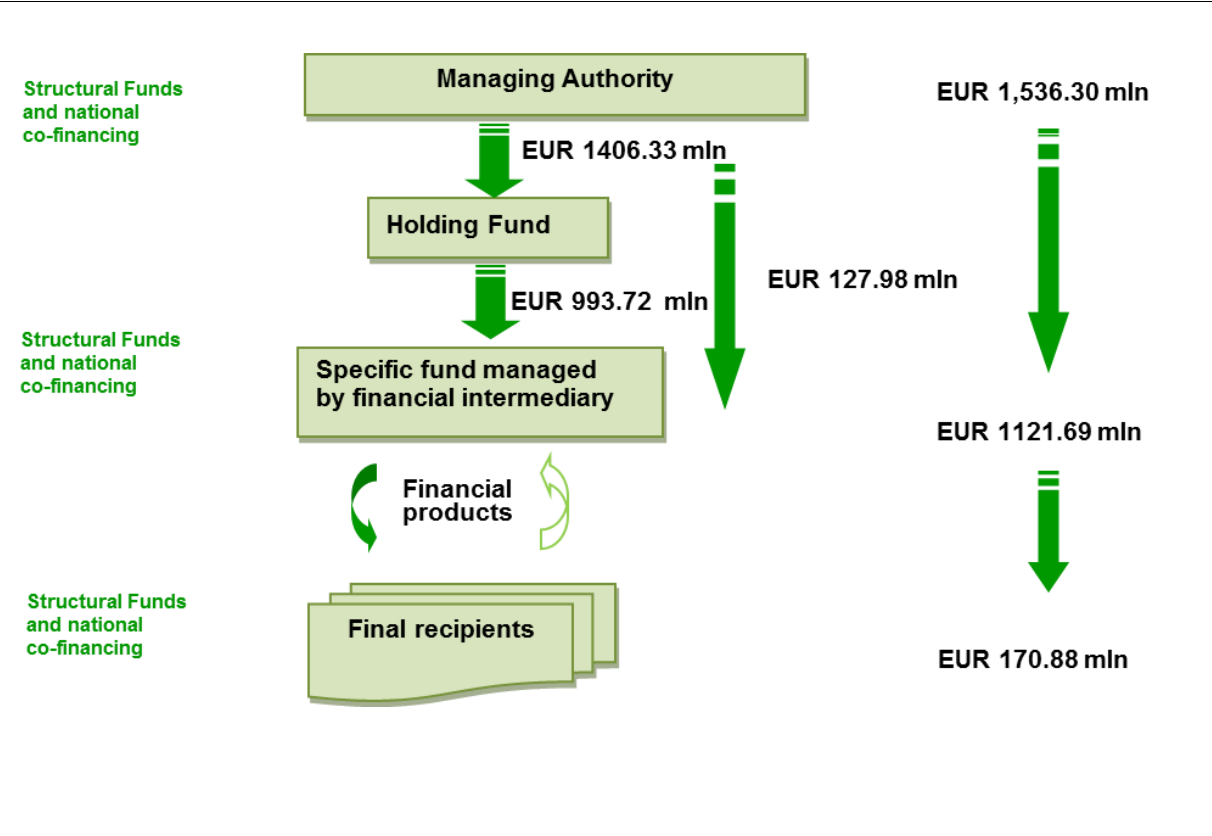 Managing Authority
Structural Funds
and national
co-financing
EUR 1,536.30 mln
EUR 1406.33 mln
Holding Fund
EUR 127.98 mln
EUR 993.72 mln
Structural Funds
and national
co-financing
Specific fund managed
by financial intermediary
EUR 1121.69 mln
Financial
products
Structural Funds
and national
co-financing
Final recipients
EUR 170.88 mln